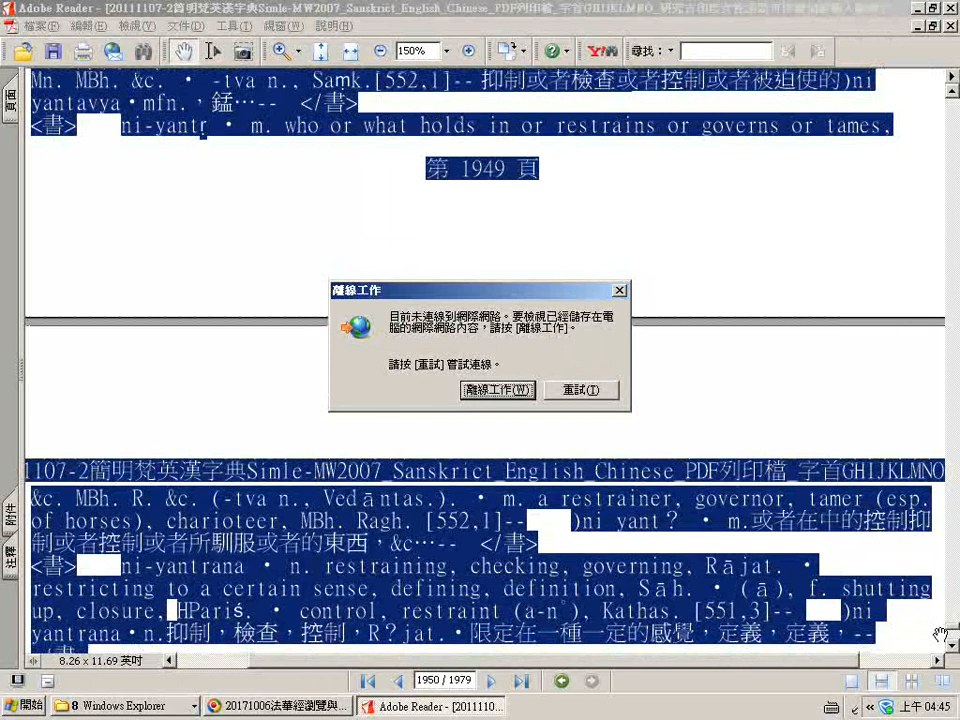 Adobe Reader - [20111107-2簡明梵英漢字典Simle-MW2007_Sanskrict_English_Chinese_PDF列印檔_字首GHIJKLMNO_
檔案(F) 編輯(E) 檢視(V) 文件(D) 工具(T) 視窗(W) 說明(H)
150% 尋找：
Mn. MBh. &c. • -tva n., Saṃk.[552,1]-- 抑制或者檢查或者控制或者被迫使的)ni
yantavya•mfn.，錳…-- </書>
<書> ni-yantṛ • m. who or what holds in or restrains or governs or tames,
第 1949 頁
離線工作
目前未連線到網際網路。要檢視已經儲存在電
腦的網際網路內容，請按 [離線工作]。
請按 [重試] 嘗試連線。
離線工作(W) 重試(T)
1107-2簡明梵英漢字典Simle-MW2007_Sanskrict_English_Chinese_PDF列印檔_字首GHIJKLMNO
&c. MBh. R. &c. (-tva n., Vedāntas.). • m. a restrainer, governor, tamer (esp.
of horses), charioteer, MBh. Ragh. [552,1]-- )ni yant？ • m.或者在中的控制抑
制或者控制或者所馴服或者的東西，&c…-- </書>
<書> ni-yantrana • n. restraining, checking, governing, Rājat. •
restricting to a certain sense, defining, definition, Sāh. • (ā), f. shutting
up, closure, HPariś. • control, restraint (a-n°), Kathas. [551,3]-- )ni
yantrana•n.抑制，檢查，控制，R？jat.•限定在一種一定的感覺，定義，定義，--
頁面
附件
注釋
8.26 x 11.69 英吋
1950 / 1979
開始 8 Windows Explorer 20171006法華經瀏覽與... Adobe Reader - [2011110... 上午 04:45